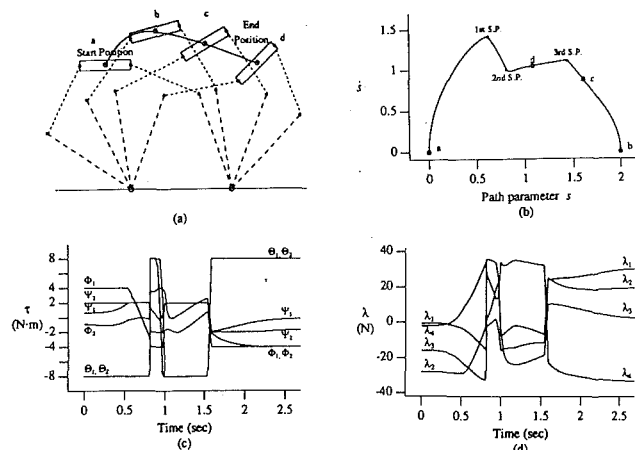 a
b
c
End
Position
d
Start Position
(a)
1st S.P.
3rd S.P.
d
2nd S.P.
c
a
b
ṡ
1.5
1
0.5
0
0
0.5
1
1.5
2
Path parameter s
(b)
8
4
2
-2
-4
-8
τ
(N·m)
Φ₁
Ψ₁
Φ₂
Θ₁, Θ₂
Θ₁, Θ₂
Ψ₁
Ψ₂
Φ₁, Φ₂
0
0.5
1
1.5
2
2.5
Time (sec)
(c)
40
20
0
-20
-40
λ
(N)
λ₁
λ₄
λ₃
λ₂
λ₁
λ₂
λ₃
λ₄
0
0.5
1
1.5
2
2.5
Time (sec)
(d)